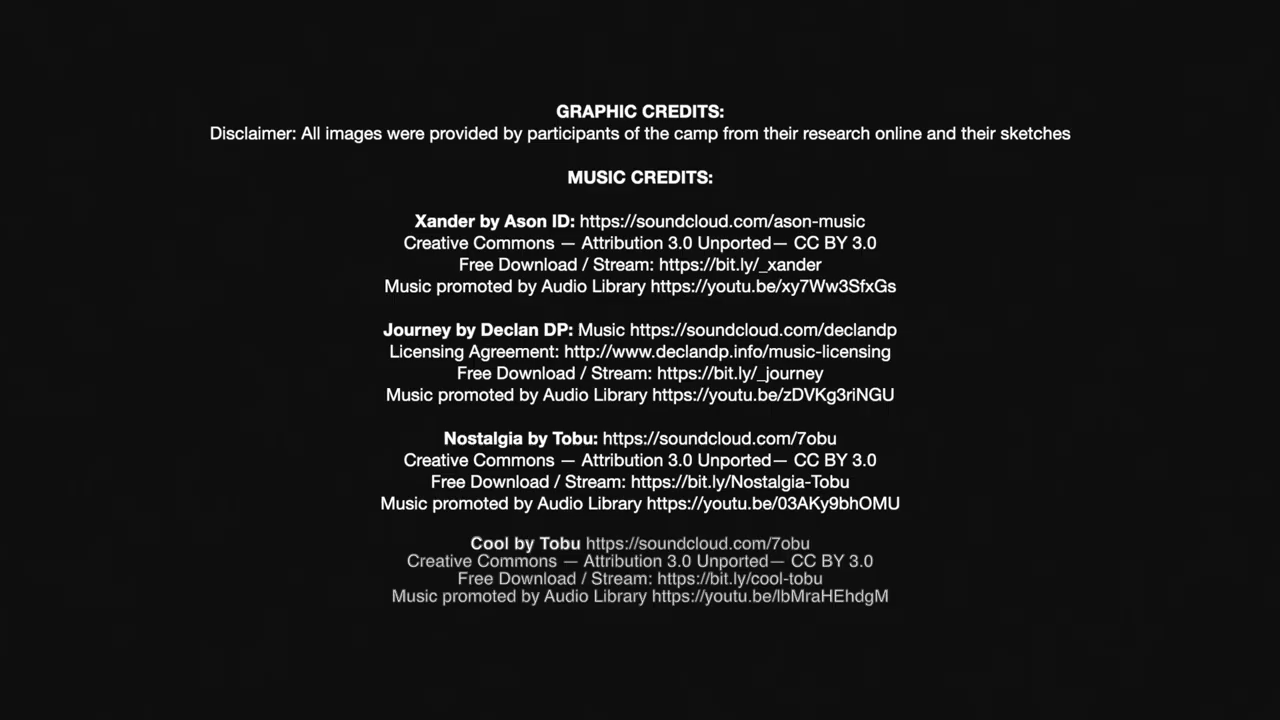 GRAPHIC CREDITS:
Disclaimer: All images were provided by participants of the camp from their research online and their sketches
MUSIC CREDITS:
Xander by Ason ID: https://soundcloud.com/ason-music
Creative Commons — Attribution 3.0 Unported— CC BY 3.0
Free Download / Stream: https://bit.ly/_xander
Music promoted by Audio Library https://youtu.be/xy7Ww3SfxGs
Journey by Declan DP: Music https://soundcloud.com/declandp
Licensing Agreement: http://www.declandp.info/music-licensing
Free Download / Stream: https://bit.ly/_journey
Music promoted by Audio Library https://youtu.be/zDVKg3riNGU
Nostalgia by Tobu: https://soundcloud.com/7obu
Creative Commons — Attribution 3.0 Unported— CC BY 3.0
Free Download / Stream: https://bit.ly/Nostalgia-Tobu
Music promoted by Audio Library https://youtu.be/03AKy9bhOMU
Cool by Tobu https://soundcloud.com/7obu
Creative Commons — Attribution 3.0 Unported— CC BY 3.0
Free Download / Stream: https://bit.ly/cool-tobu
Music promoted by Audio Library https://youtu.be/lbMraHEhdgM